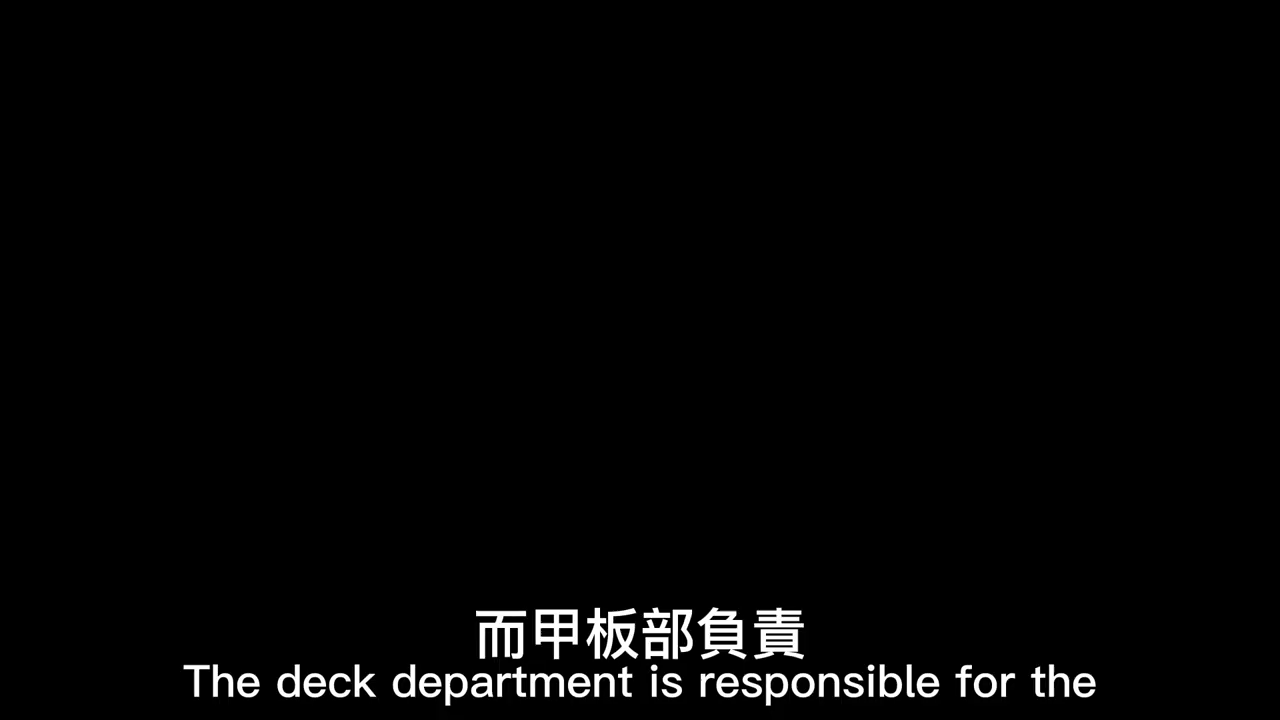 而甲板部負責
The deck department is responsible for the